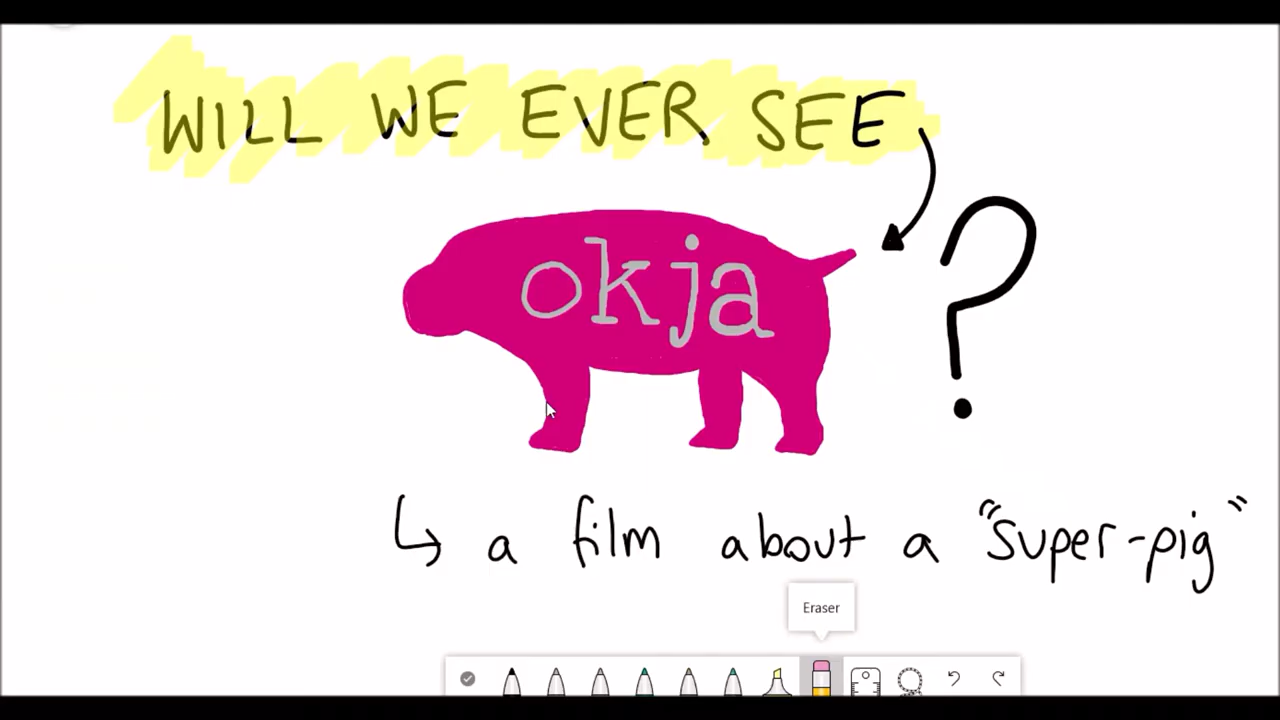 WILL WE EVER SEE
okja
?
↳ a film about a "super-pig"
Eraser